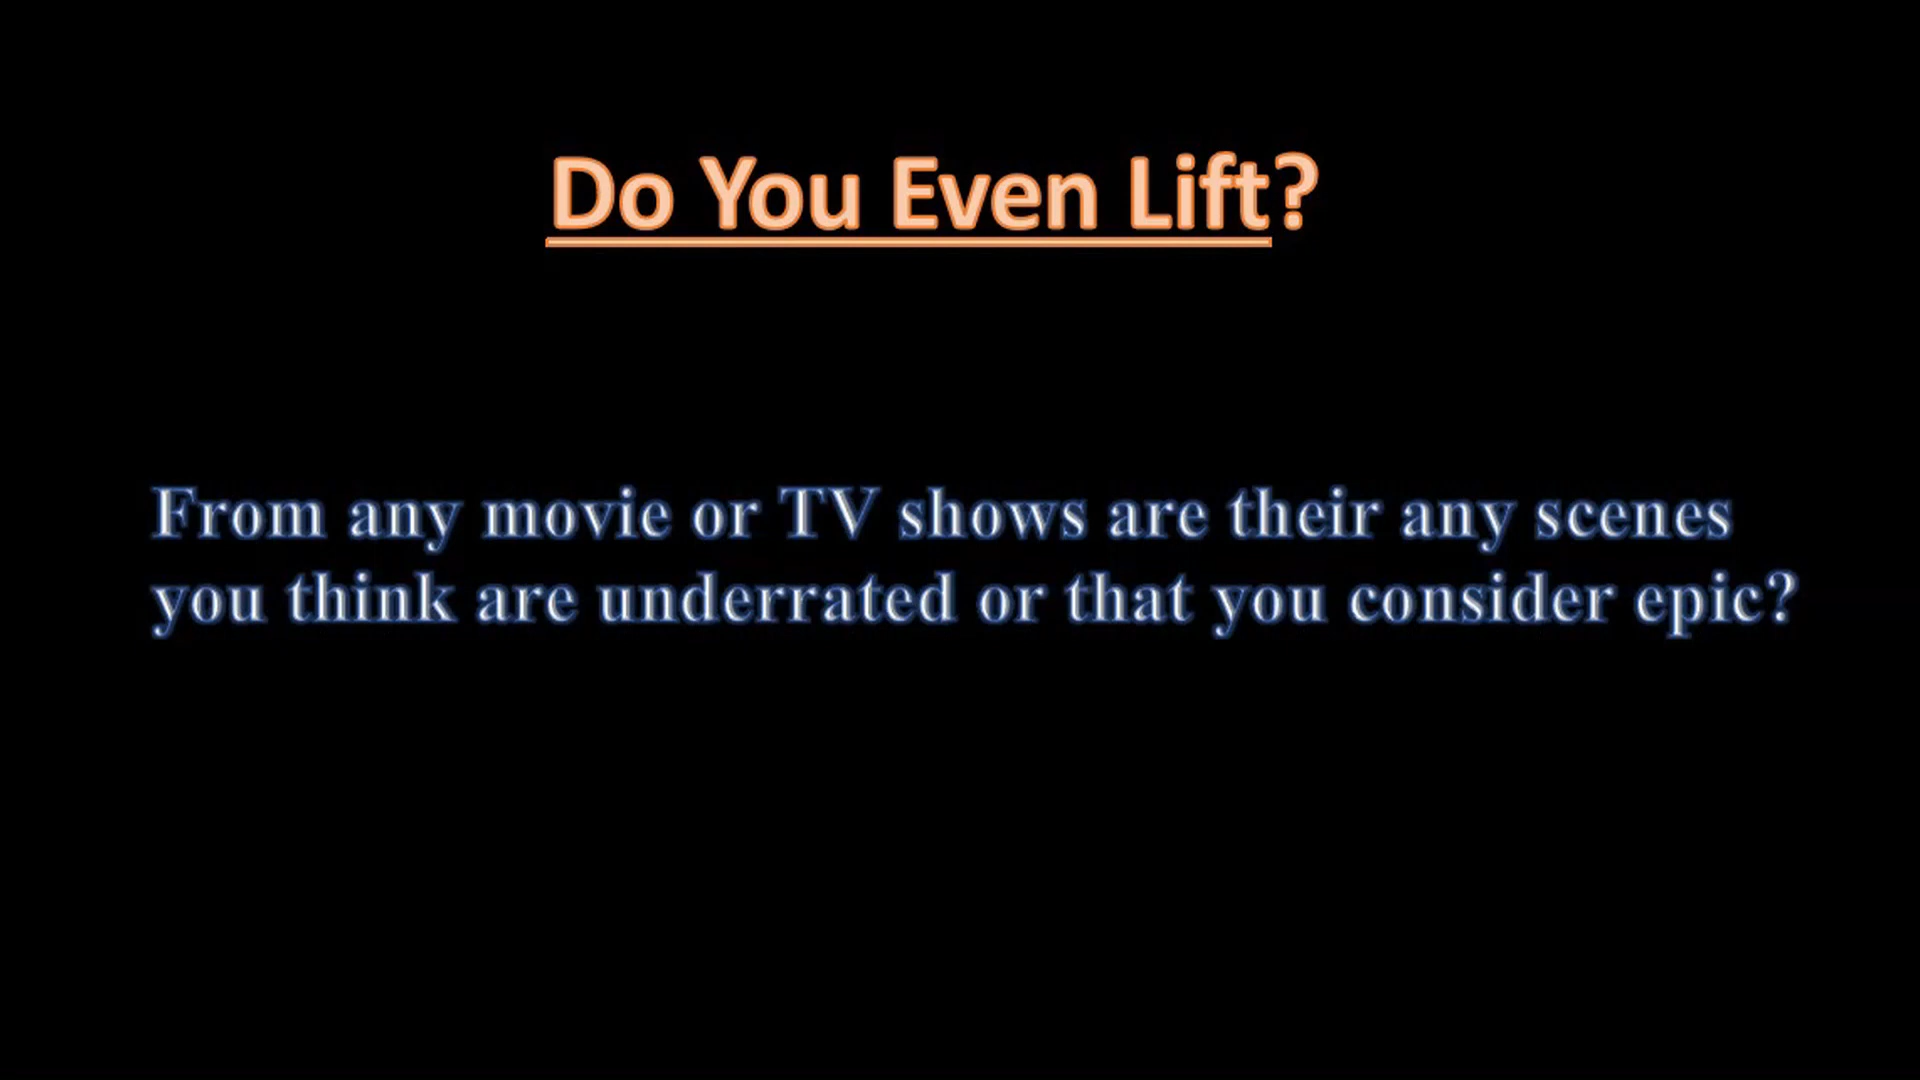 Do You Even Lift?
From any movie or TV shows are their any scenes
you think are underrated or that you consider epic?